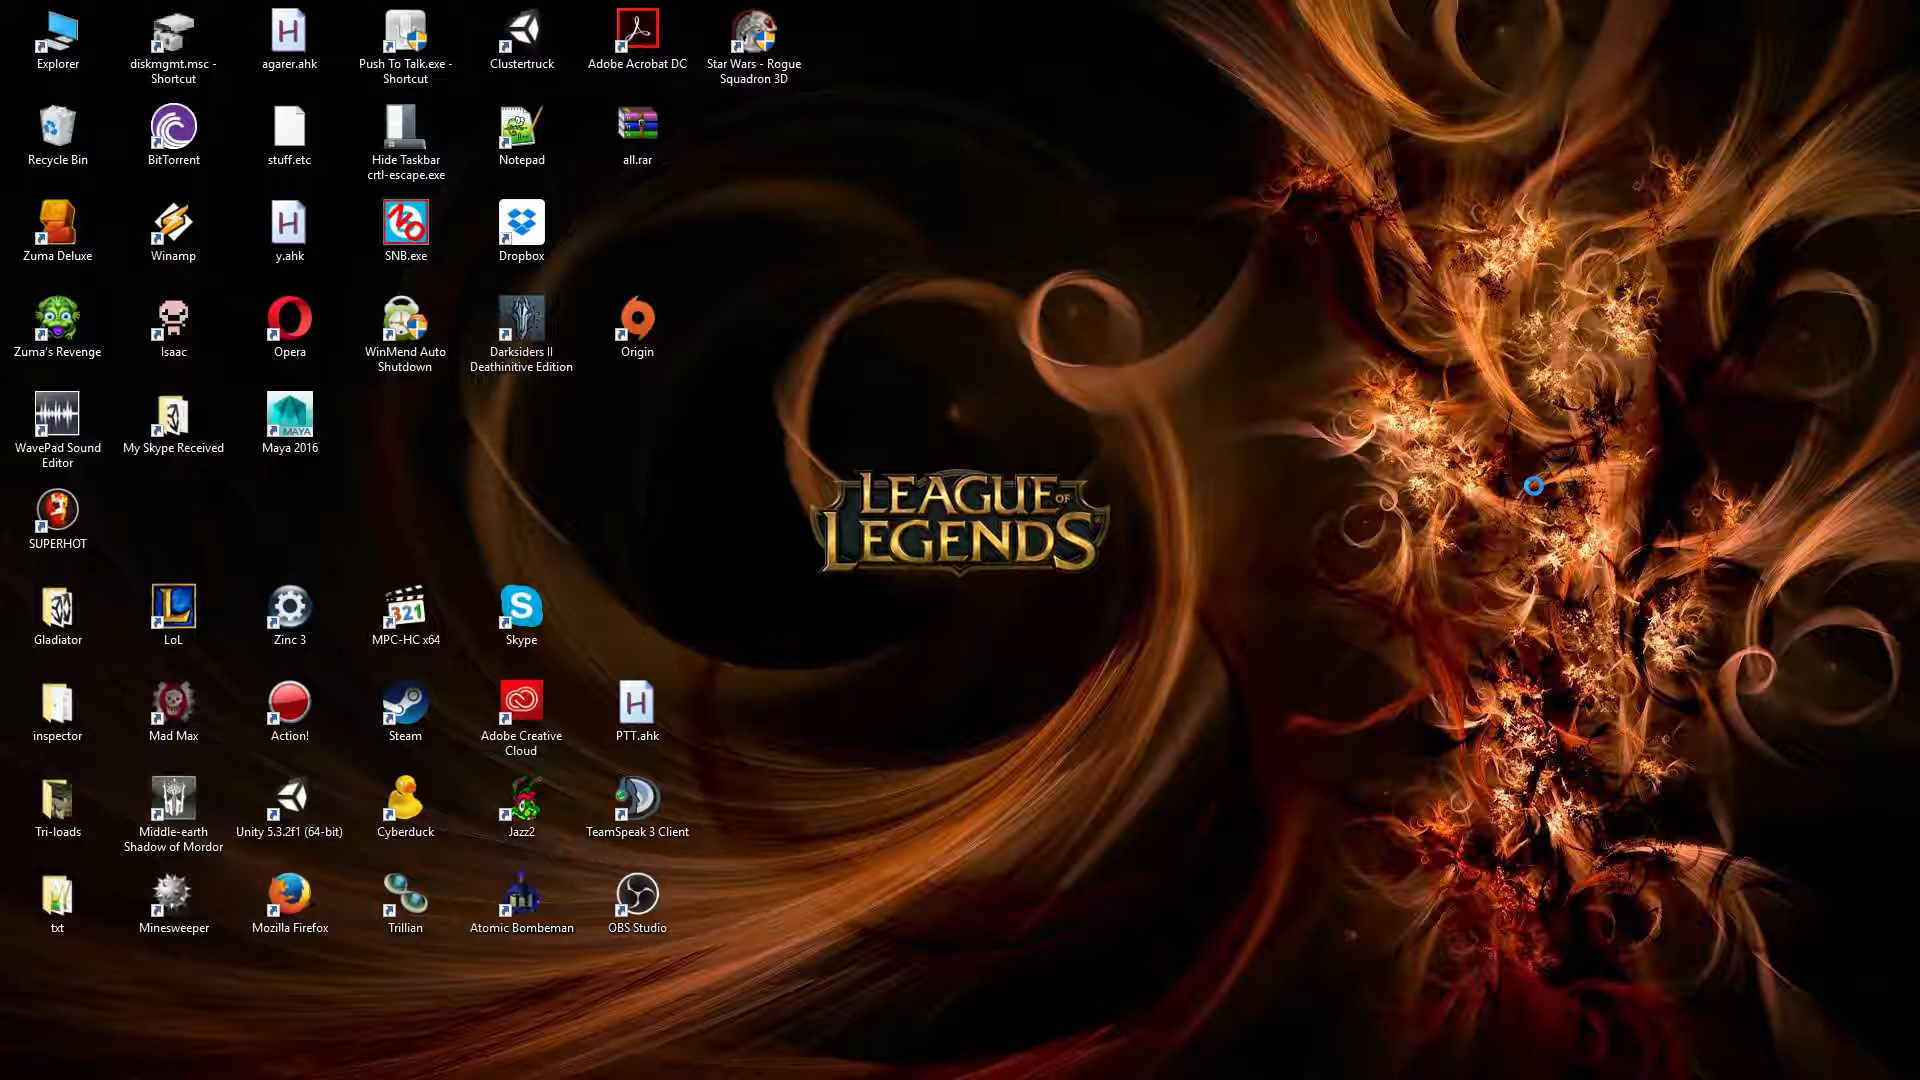 Explorer
diskmgmt.msc -
Shortcut
agarer.ahk
Push To Talk.exe -
Shortcut
Clustertruck
Adobe Acrobat DC
Star Wars - Rogue
Squadron 3D
Recycle Bin
BitTorrent
stuff.etc
Hide Taskbar
crtl-escape.exe
Notepad
all.rar
Zuma Deluxe
Winamp
y.ahk
NO
SNB.exe
Dropbox
Zuma's Revenge
Isaac
Opera
WinMend Auto
Shutdown
Darksiders II
Deathinitive Edition
Origin
WavePad Sound
Editor
My Skype Received
MAYA
Maya 2016
LEAGUE OF
LEGENDS
SUPERHOT
Gladiator
LoL
Zinc 3
321
MPC-HC x64
Skype
inspector
Mad Max
Action!
Steam
Adobe Creative
Cloud
PTT.ahk
Tri-loads
Middle-earth
Shadow of Mordor
Unity 5.3.2f1 (64-bit)
Cyberduck
Jazz2
TeamSpeak 3 Client
txt
Minesweeper
Mozilla Firefox
Trillian
Atomic Bombeman
OBS Studio